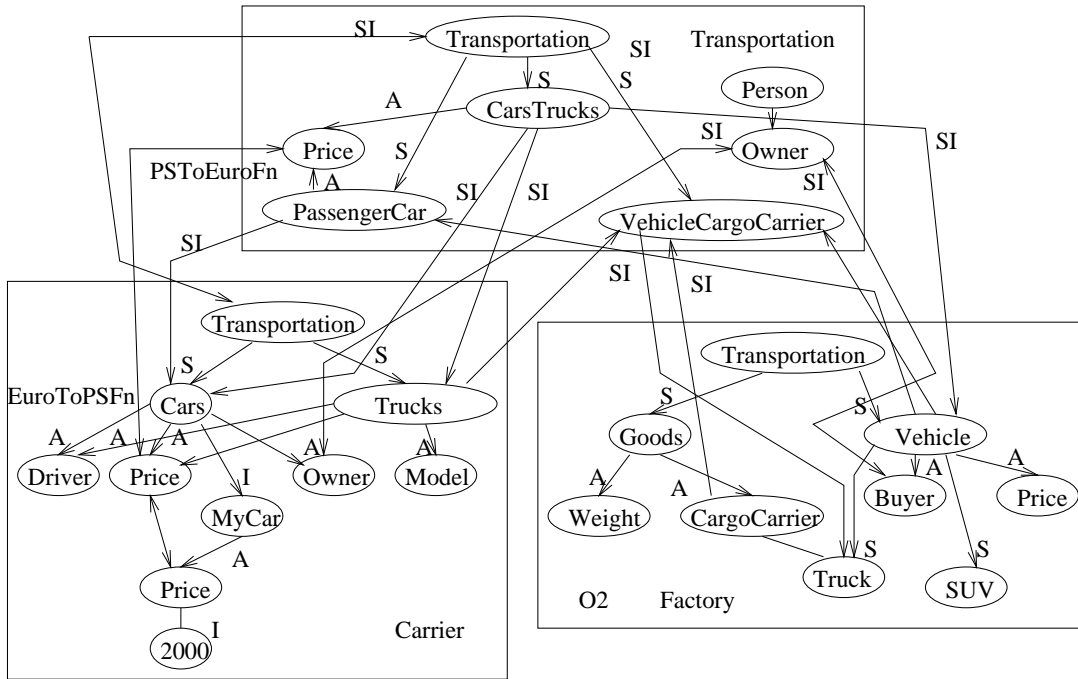 SI
Transportation
SI
Transportation
S
S
Person
A
CarsTrucks
SI
Price
S
Owner
SI
PSToEuroFn
A
SI
SI
SI
PassengerCar
VehicleCargoCarrier
SI
SI
SI
Transportation
S
S
Transportation
EuroToPSFn
Cars
Trucks
S
S
A
A
A
A
A
Goods
Vehicle
Driver
Price
Owner
Model
I
A
A
A
A
MyCar
Weight
CargoCarrier
Buyer
Price
A
S
S
Price
Truck
SUV
I
Carrier
O2
Factory
2000